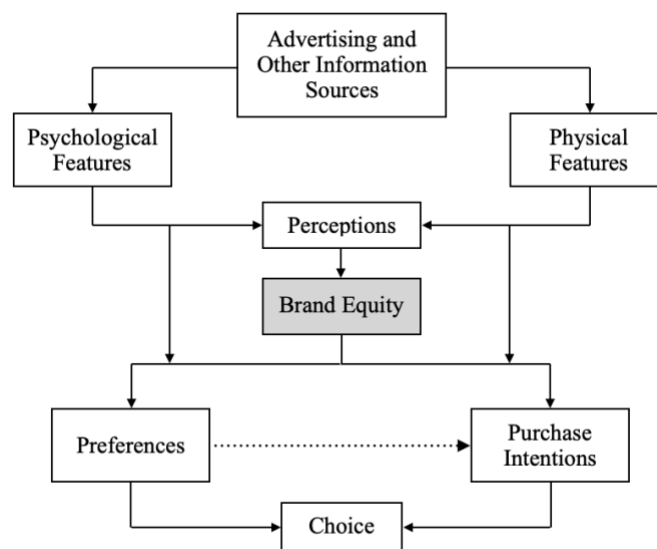 Advertising and
Other Information
Sources
Psychological
Features
Physical
Features
Perceptions
Brand Equity
Preferences
Purchase
Intentions
Choice